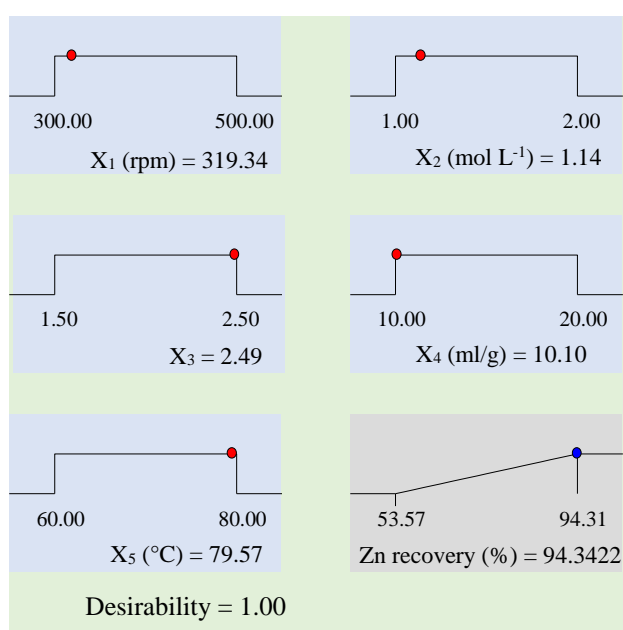 300.00 500.00
X₁ (rpm) = 319.34
1.00 2.00
X₂ (mol L⁻¹) = 1.14
1.50 2.50
X₃ = 2.49
10.00 20.00
X₄ (ml/g) = 10.10
60.00 80.00
X₅ (°C) = 79.57
53.57 94.31
Zn recovery (%) = 94.3422
Desirability = 1.00